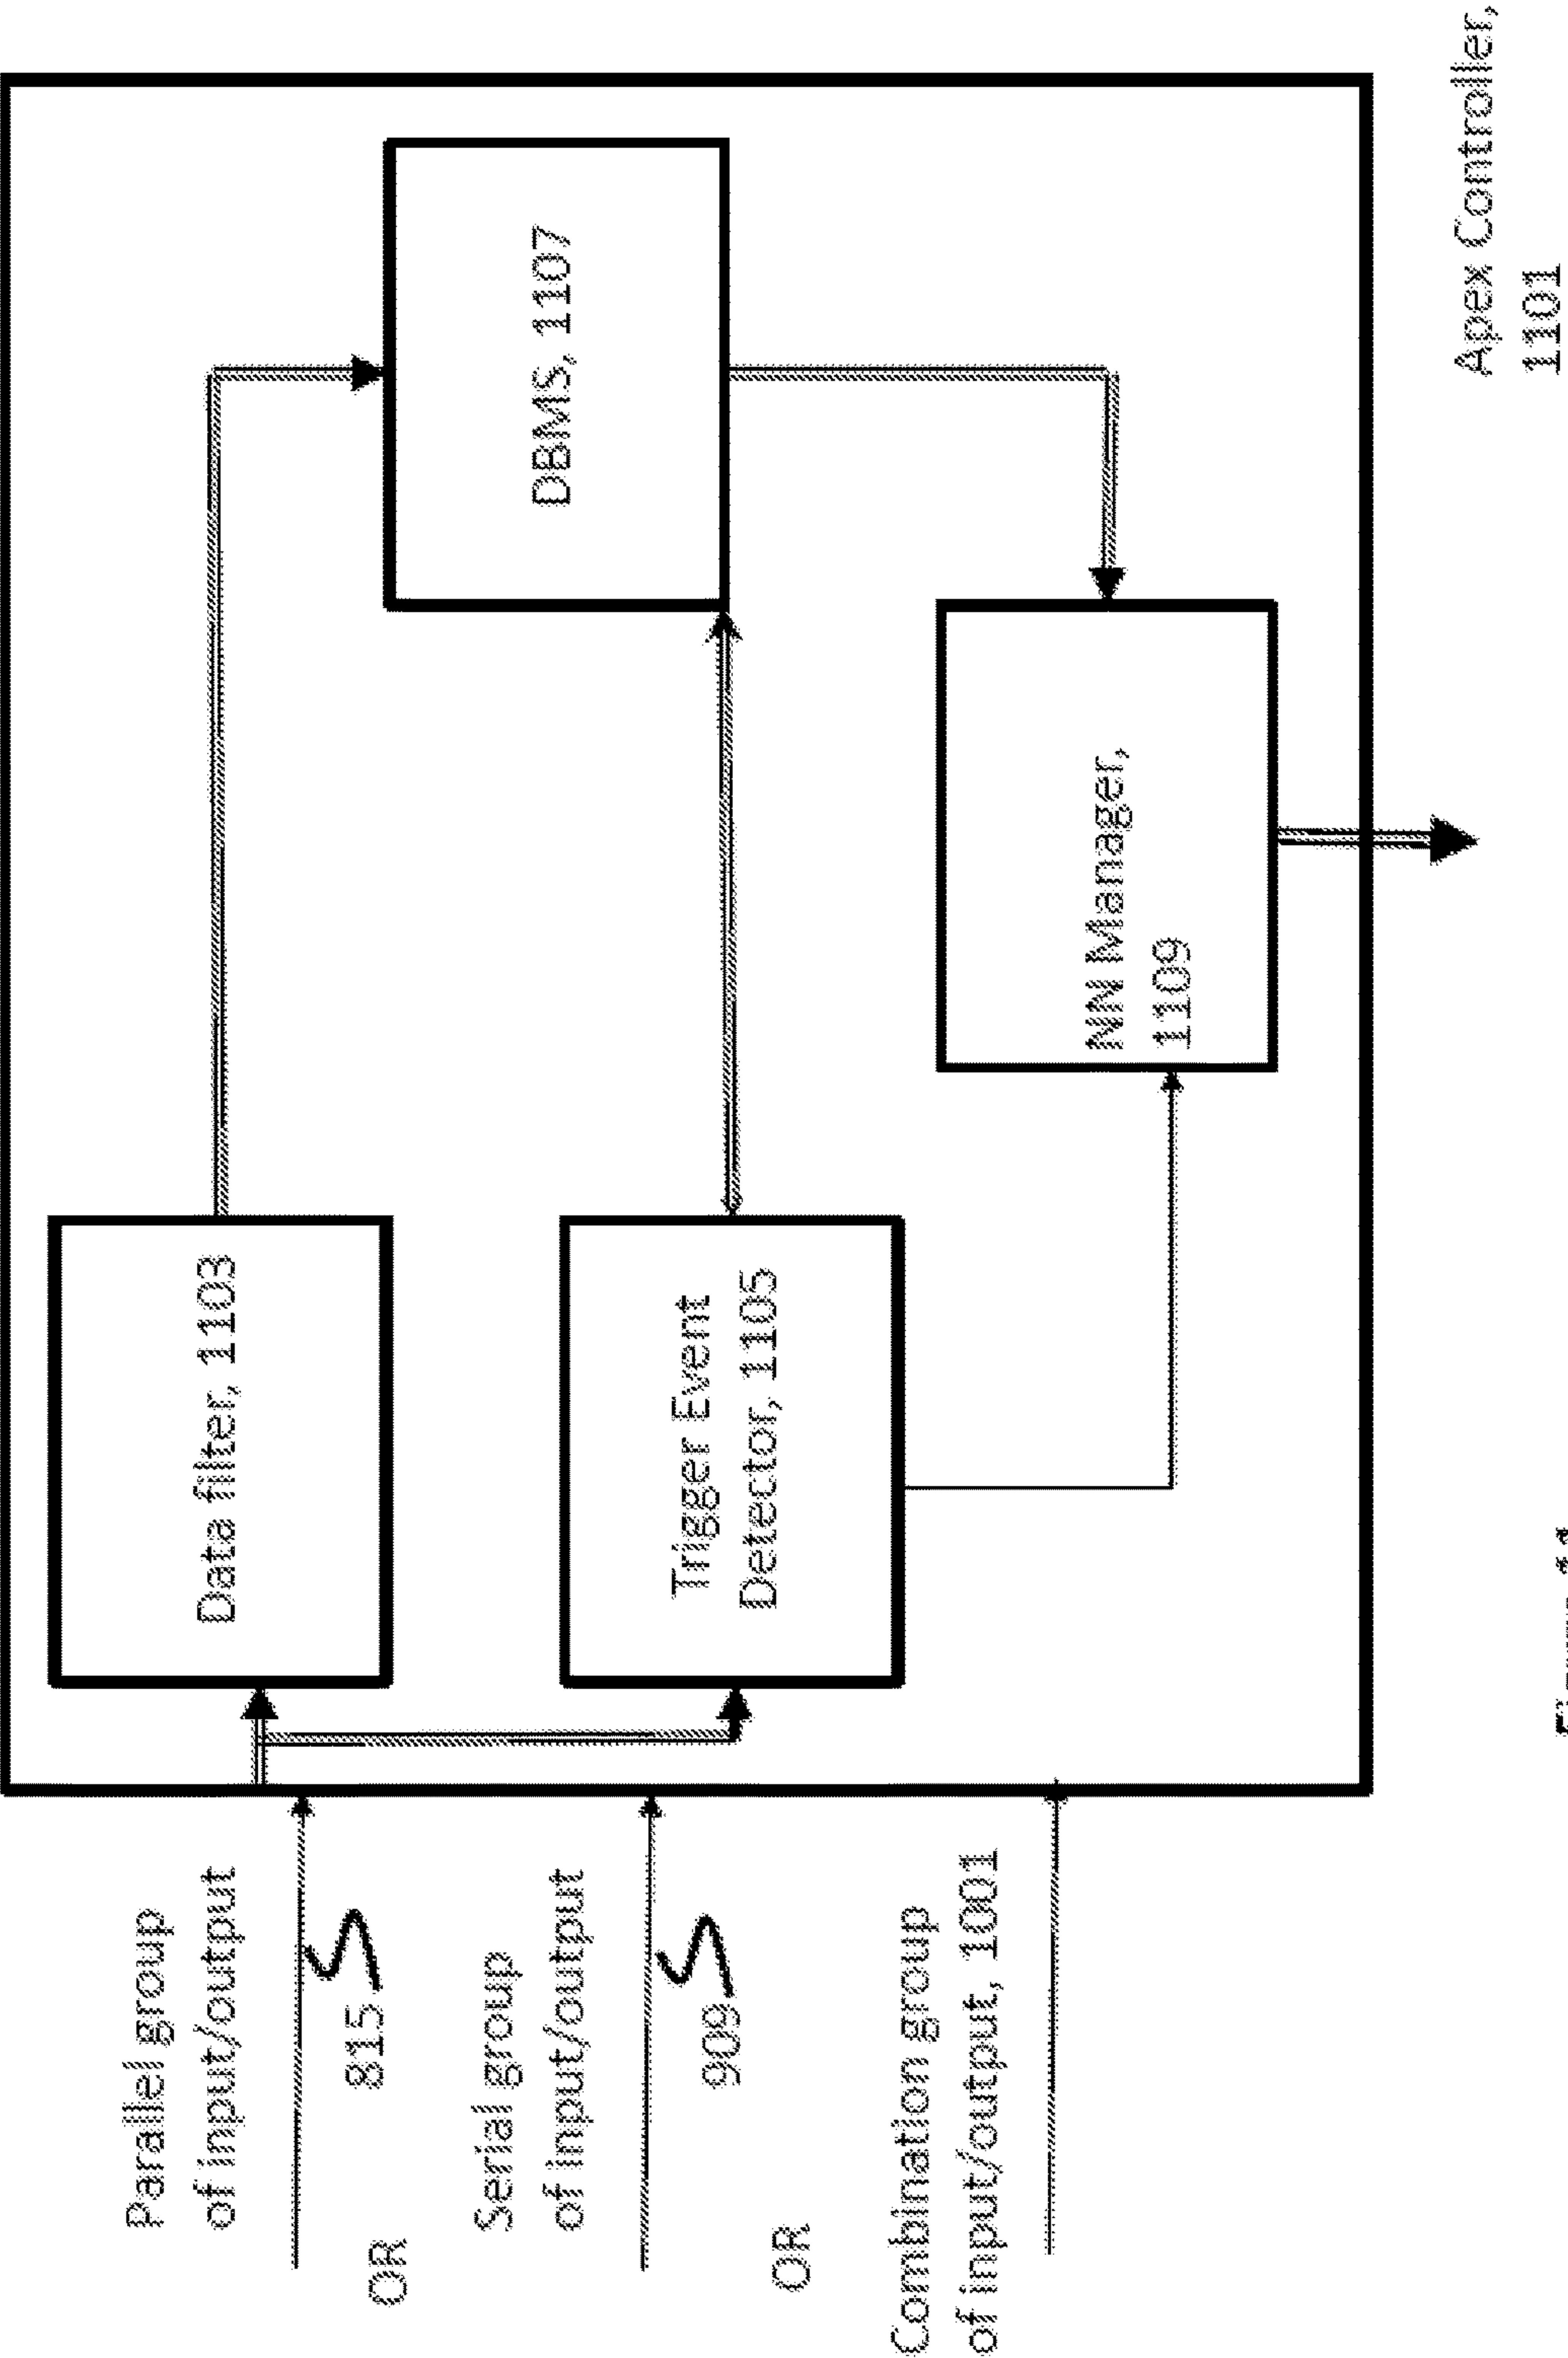 Parallel group
of input/output
815
OR
Serial group
of input/output
909
OR
Combination group
of input/output, 1001
Data filter, 1103
Trigger Event
Detector, 1105
DBMS, 1107
NN Manager,
1109
Apex Controller,
1101